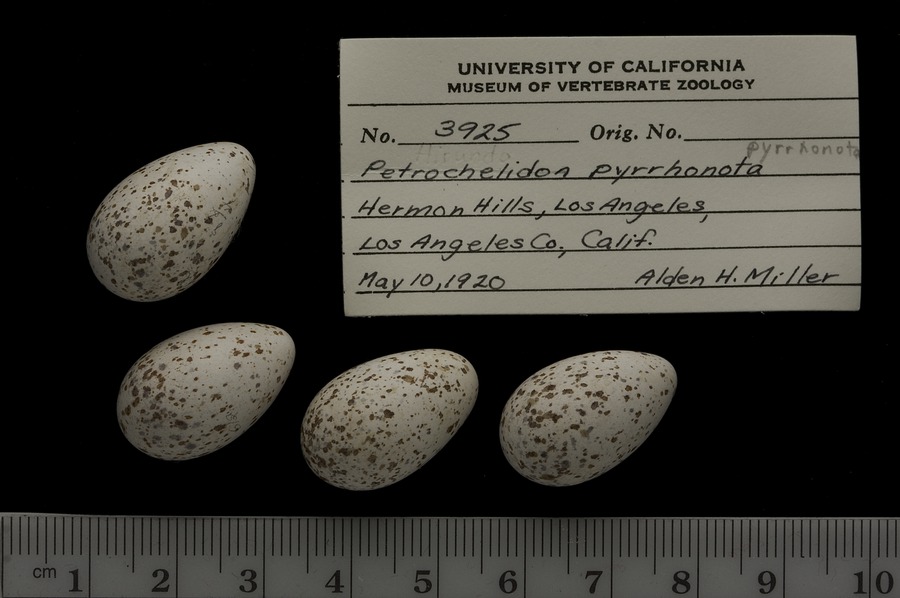 UNIVERSITY OF CALIFORNIA
MUSEUM OF VERTEBRATE ZOOLOGY
No. 3925 Orig. No.
Hirundo pyrrhonota
Petrochelidon pyrrhonota
Hermon Hills, Los Angeles,
Los Angeles Co., Calif.
May 10, 1920 Alden H. Miller
cm 1 2 3 4 5 6 7 8 9 10